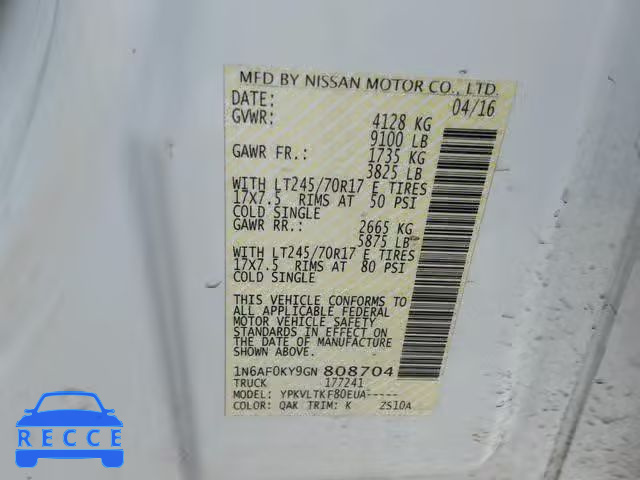 MFD BY NISSAN MOTOR CO., LTD.
DATE: 04/16
GVWR: 4128 KG
9100 LB
GAWR FR.: 1735 KG
3825 LB
WITH LT245/70R17 E TIRES
17X7.5 RIMS AT 50 PSI
COLD SINGLE
GAWR RR.: 2665 KG
5875 LB
WITH LT245/70R17 E TIRES
17X7.5 RIMS AT 80 PSI
COLD SINGLE
THIS VEHICLE CONFORMS TO
ALL APPLICABLE FEDERAL
MOTOR VEHICLE SAFETY
STANDARDS IN EFFECT ON
THE DATE OF MANUFACTURE
SHOWN ABOVE.
1N6AF0KY9GN 808704
TRUCK 177241
MODEL: YPKVLTKF80EUA-----
COLOR: QAK TRIM: K 2S10A
RECCE